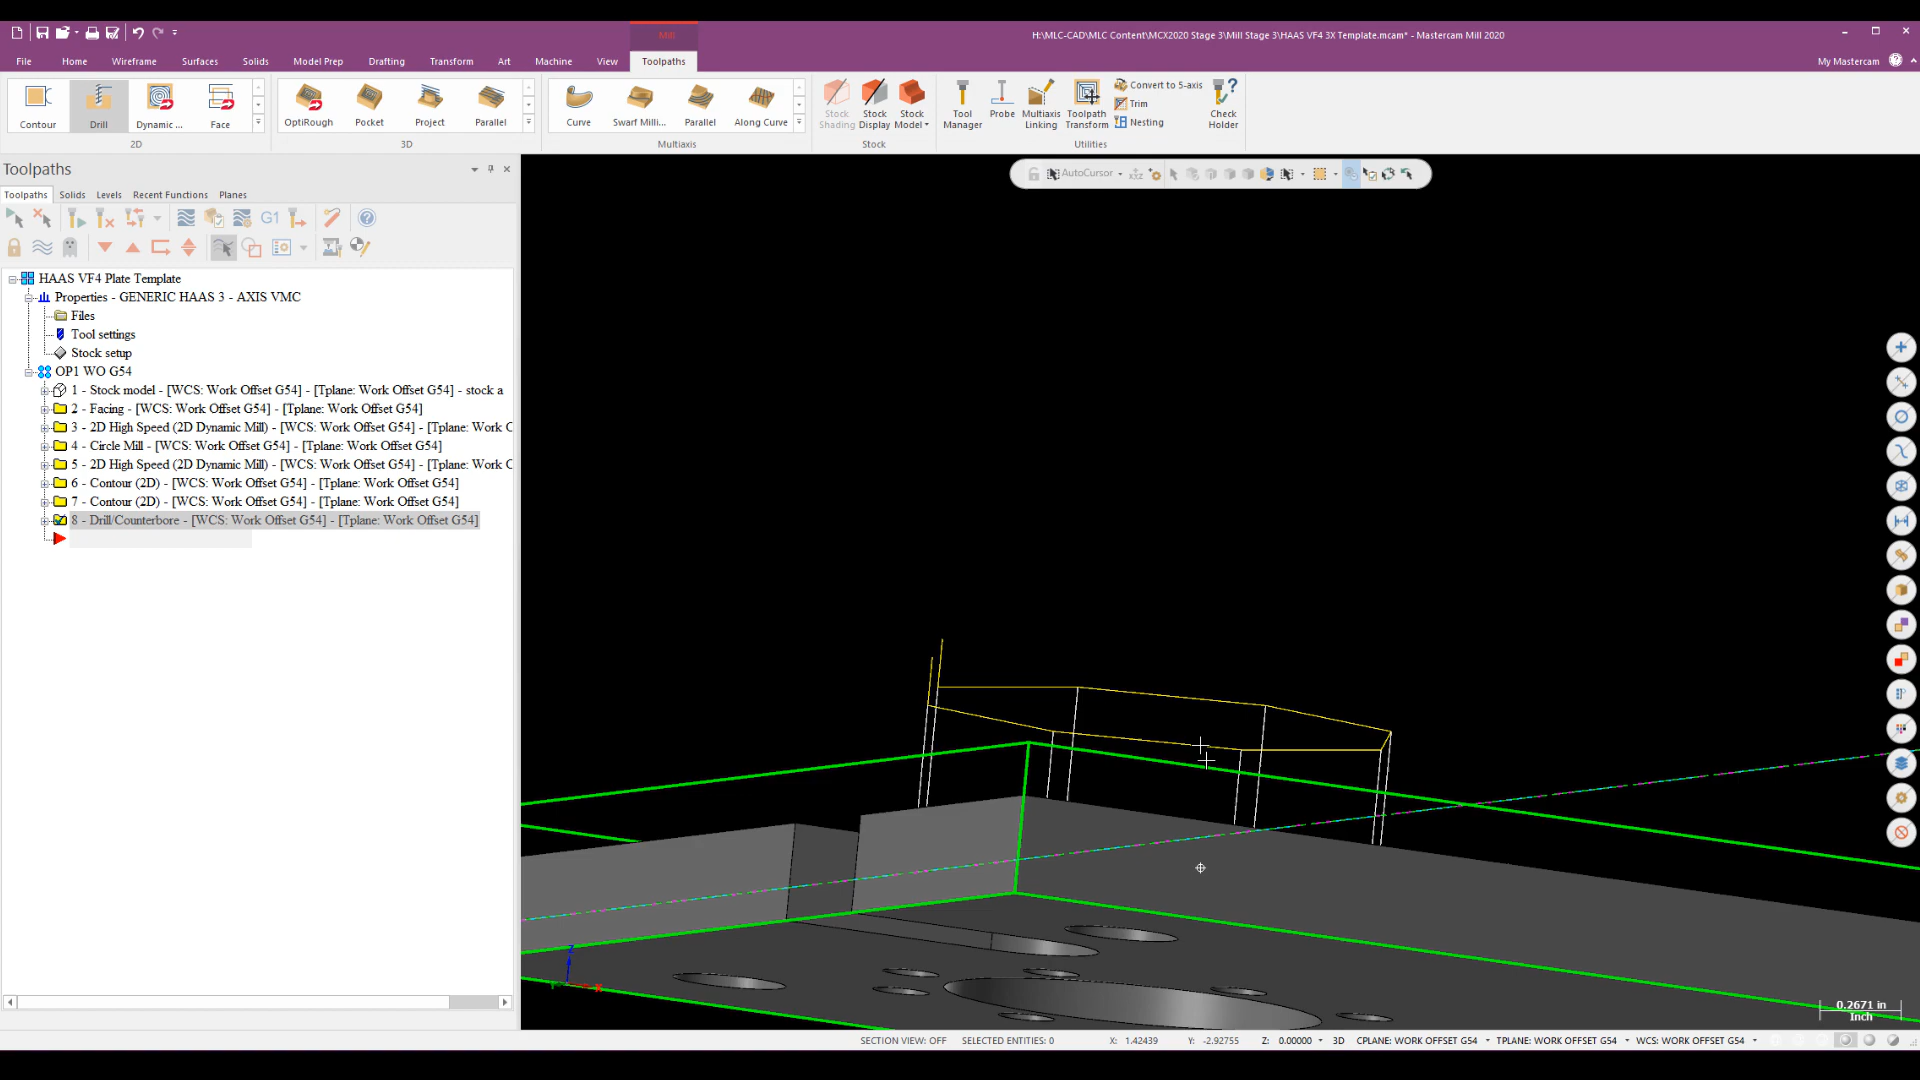 Mill
H:\MLC-CAD\MLC Content\MCX2020 Stage 3\Mill Stage 3\HAAS VF4 3X Template.mcam* - Mastercam Mill 2020
File Home Wireframe Surfaces Solids Model Prep Drafting Transform Art Machine View Toolpaths My Mastercam
Contour Drill Dynamic ... Face OptiRough Pocket Project Parallel Curve Swarf Milli... Parallel Along Curve
Stock Shading Stock Display Stock Model Tool Manager Probe Multiaxis Linking Toolpath Transform Check Holder
Convert to 5-axis
Trim
Nesting
2D 3D Multiaxis Stock Utilities
Toolpaths
AutoCursor
Toolpaths Solids Levels Recent Functions Planes
G1
HAAS VF4 Plate Template
Properties - GENERIC HAAS 3 - AXIS VMC
Files
Tool settings
Stock setup
OP1 WO G54
1 - Stock model - [WCS: Work Offset G54] - [Tplane: Work Offset G54] - stock a
2 - Facing - [WCS: Work Offset G54] - [Tplane: Work Offset G54]
3 - 2D High Speed (2D Dynamic Mill) - [WCS: Work Offset G54] - [Tplane: Work C
4 - Circle Mill - [WCS: Work Offset G54] - [Tplane: Work Offset G54]
5 - 2D High Speed (2D Dynamic Mill) - [WCS: Work Offset G54] - [Tplane: Work C
6 - Contour (2D) - [WCS: Work Offset G54] - [Tplane: Work Offset G54]
7 - Contour (2D) - [WCS: Work Offset G54] - [Tplane: Work Offset G54]
8 - Drill/Counterbore - [WCS: Work Offset G54] - [Tplane: Work Offset G54]
Z
X
0.2671 in
Inch
SECTION VIEW: OFF SELECTED ENTITIES: 0 X: 1.42439 Y: -2.92755 Z: 0.00000 3D CPLANE: WORK OFFSET G54 TPLANE: WORK OFFSET G54 WCS: WORK OFFSET G54